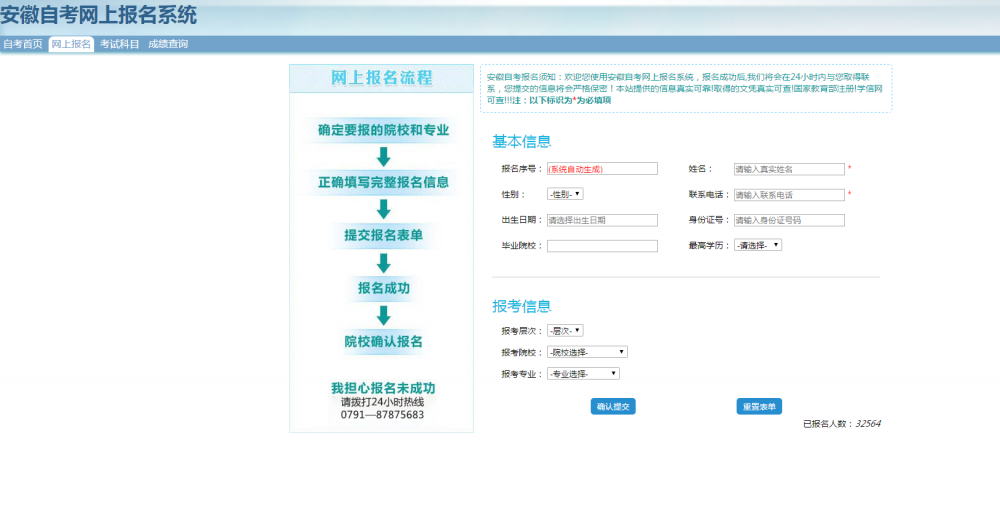 安徽自考网上报名系统
自考首页 网上报名 考试科目 成绩查询
网上报名流程
确定要报的院校和专业
正确填写完整报名信息
提交报名表单
报名成功
院校确认报名
我担心报名未成功
请拨打24小时热线
0791—87875683
安徽自考报名须知：欢迎您使用安徽自考网上报名系统，报名成功后,我们将会在24小时内与您取得联
系，您提交的信息将会严格保密！本站提供的信息真实可靠!取得的文凭真实可查!国家教育部注册!学信网
可查!!!注：以下标识为*为必填项
基本信息
报名序号： (系统自动生成) 姓名： 请输入真实姓名 *
性别： -性别- 联系电话： 请输入联系电话 *
出生日期： 请选择出生日期 身份证号： 请输入身份证号码
毕业院校： 最高学历： -请选择-
报考信息
报考层次： -层次-
报考院校： -院校选择-
报考专业： -专业选择-
确认提交 重置表单
已报名人数：32564